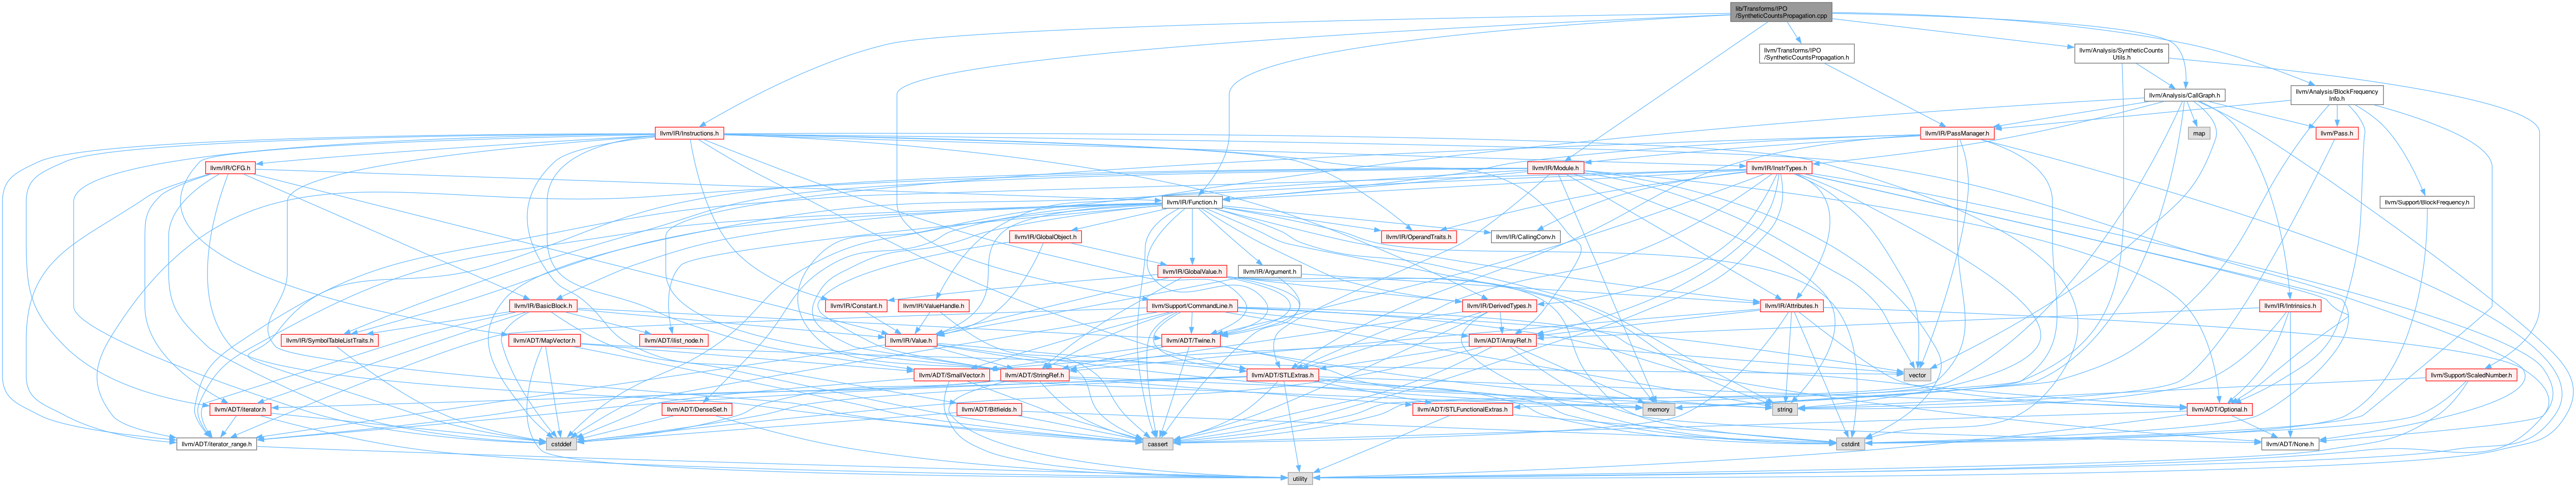 lib/Transforms/IPO
/SyntheticCountsPropagation.cpp
llvm/Transforms/IPO
/SyntheticCountsPropagation.h
llvm/Analysis/SyntheticCounts
Utils.h
llvm/Analysis/CallGraph.h
llvm/Analysis/BlockFrequency
Info.h
llvm/IR/Instructions.h
llvm/IR/PassManager.h
map
llvm/Pass.h
llvm/IR/CFG.h
llvm/IR/Module.h
llvm/IR/InstrTypes.h
llvm/IR/Function.h
llvm/Support/BlockFrequency.h
llvm/IR/GlobalObject.h
llvm/IR/OperandTraits.h
llvm/IR/CallingConv.h
llvm/IR/GlobalValue.h
llvm/IR/Argument.h
llvm/IR/BasicBlock.h
llvm/IR/Constant.h
llvm/IR/ValueHandle.h
llvm/Support/CommandLine.h
llvm/IR/DerivedTypes.h
llvm/IR/Attributes.h
llvm/IR/Intrinsics.h
llvm/IR/SymbolTableListTraits.h
llvm/ADT/MapVector.h
llvm/ADT/ilist_node.h
llvm/IR/Value.h
llvm/ADT/Twine.h
llvm/ADT/ArrayRef.h
llvm/ADT/SmallVector.h
llvm/ADT/StringRef.h
llvm/ADT/STLExtras.h
vector
llvm/Support/ScaledNumber.h
llvm/ADT/iterator.h
llvm/ADT/DenseSet.h
llvm/ADT/Bitfields.h
llvm/ADT/STLFunctionalExtras.h
memory
string
llvm/ADT/Optional.h
llvm/ADT/iterator_range.h
cstddef
cassert
cstdint
llvm/ADT/None.h
utility